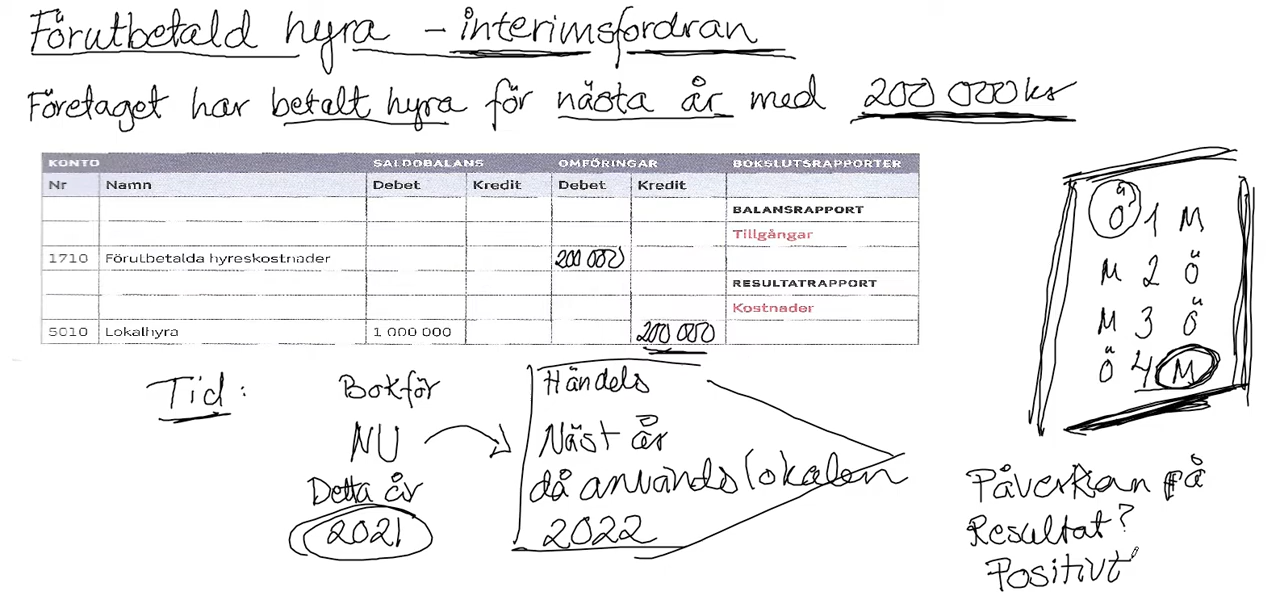 Förutbetald hyra – interimsfordran
Företaget har betalt hyra för nästa år med 200 000 kr
KONTO SALDOBALANS OMFÖRINGAR BOKSLUTSRAPPORTER
Nr Namn Debet Kredit Debet Kredit
BALANSRAPPORT
Tillgångar
1710 Förutbetalda hyreskostnader 200 000
RESULTATRAPPORT
Kostnader
5010 Lokalhyra 1 000 000 200 000
Ö 1 M
M 2 Ö
M 3 Ö
Ö 4 M
Tid:
Bokför
NU
Detta år
2021
Händels
Näst år
då används lokalen
2022
Påverkan på
Resultat?
Positivt